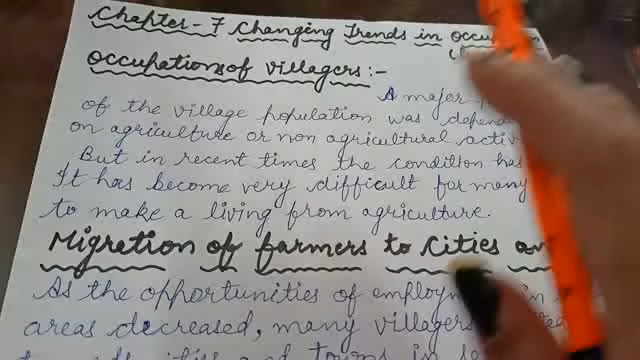 Chapter-7 Changing Trends in
Occupations of villagers:-
A major
of the village population was
on agriculture or non agricultural
But in recent times the condition has
It has become very difficult for many
to make a living from agriculture.
Migration of farmers to cities
As the opportunities of in
areas decreased, many villagers